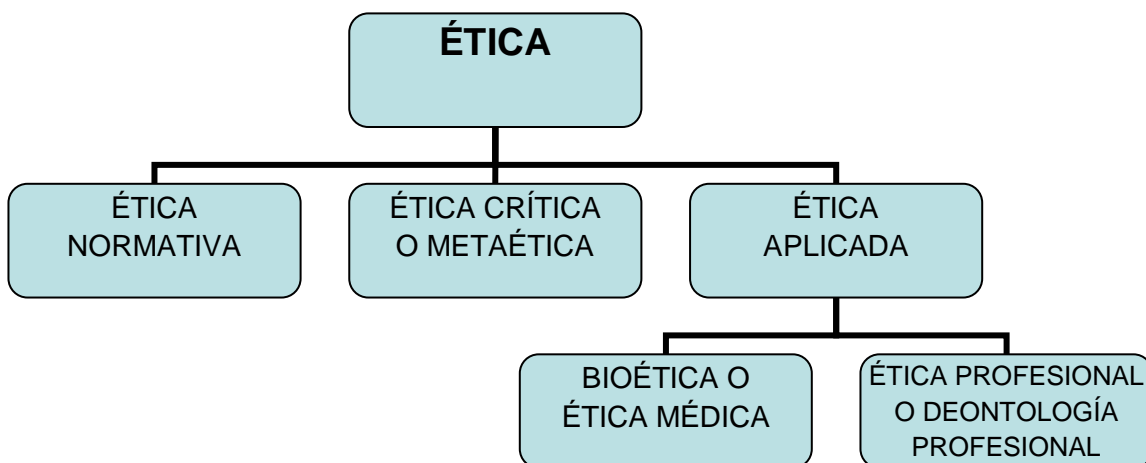 ÉTICA
ÉTICA
NORMATIVA
ÉTICA CRÍTICA
O METAÉTICA
ÉTICA
APLICADA
BIOÉTICA O
ÉTICA MÉDICA
ÉTICA PROFESIONAL
O DEONTOLOGÍA
PROFESIONAL